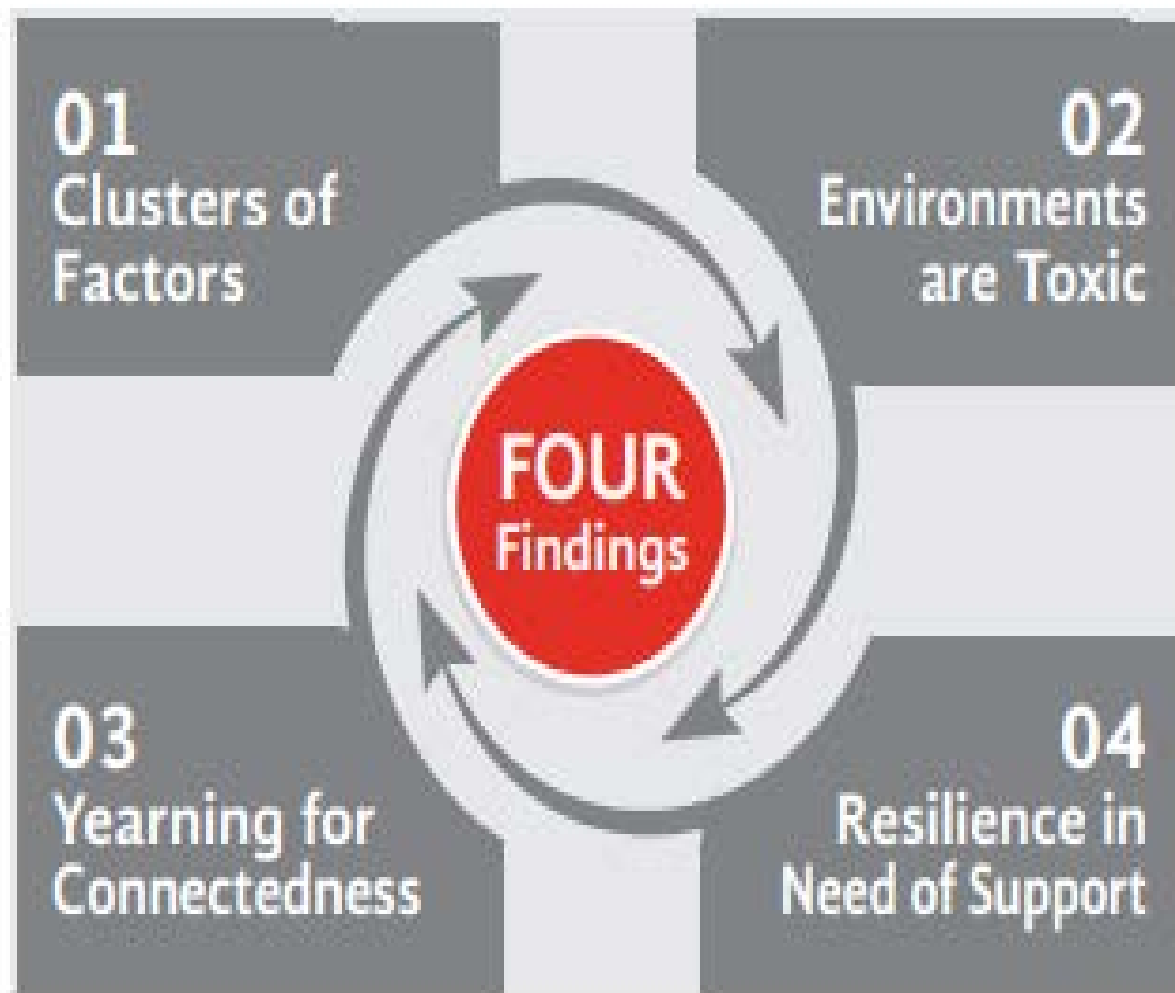 01
Clusters of
Factors
02
Environments
are Toxic
FOUR
Findings
03
Yearning for
Connectedness
04
Resilience in
Need of Support